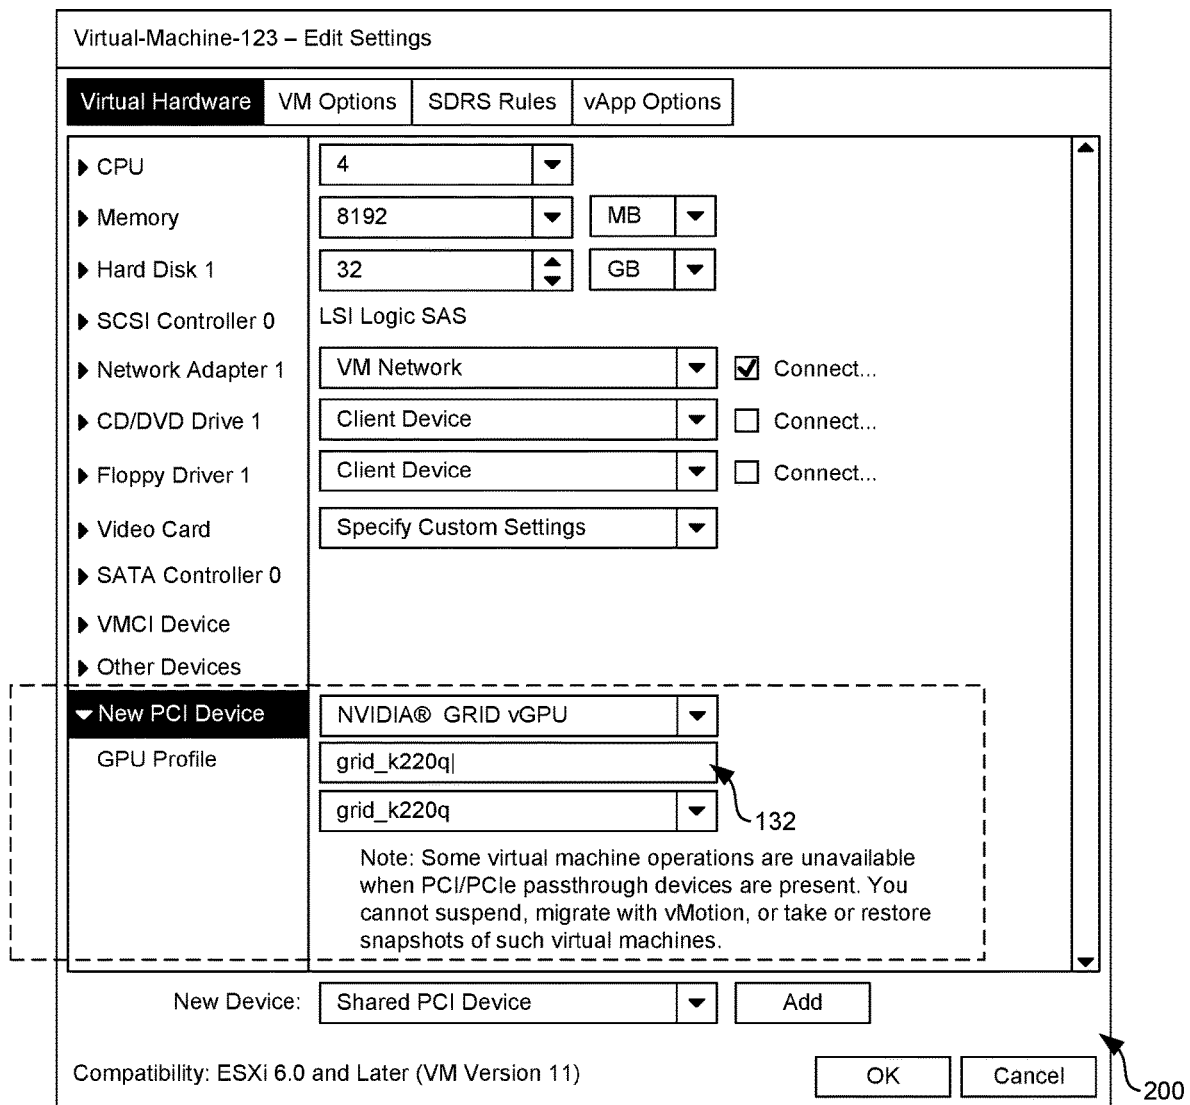 Virtual-Machine-123 – Edit Settings
Virtual Hardware VM Options SDRS Rules vApp Options
CPU 4
Memory 8192 MB
Hard Disk 1 32 GB
SCSI Controller 0 LSI Logic SAS
Network Adapter 1 VM Network Connect...
CD/DVD Drive 1 Client Device Connect...
Floppy Driver 1 Client Device Connect...
Video Card Specify Custom Settings
SATA Controller 0
VMCI Device
Other Devices
New PCI Device NVIDIA® GRID vGPU
GPU Profile grid_k220q
grid_k220q
132
Note: Some virtual machine operations are unavailable
when PCI/PCIe passthrough devices are present. You
cannot suspend, migrate with vMotion, or take or restore
snapshots of such virtual machines.
New Device: Shared PCI Device Add
Compatibility: ESXi 6.0 and Later (VM Version 11) OK Cancel
200